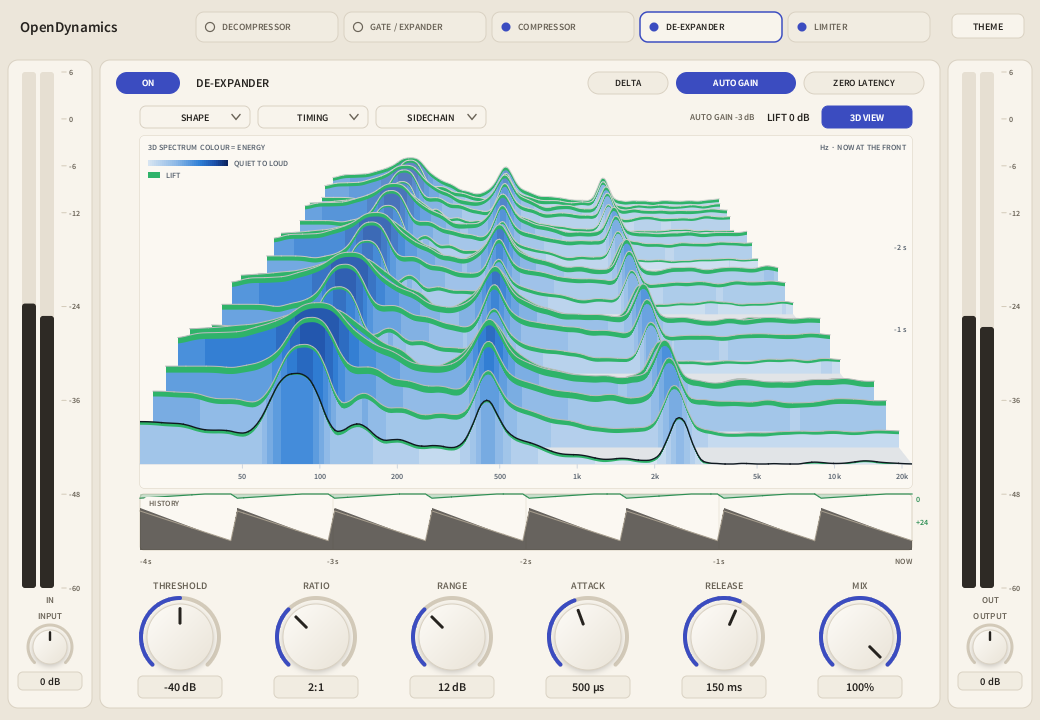 OpenDynamics
DECOMPRESSOR
GATE / EXPANDER
COMPRESSOR
DE-EXPANDER
LIMITER
THEME
ON
DE-EXPANDER
DELTA
AUTO GAIN
ZERO LATENCY
SHAPE
TIMING
SIDECHAIN
AUTO GAIN -3 dB
LIFT 0 dB
3D VIEW
3D SPECTRUM COLOUR = ENERGY
QUIET TO LOUD
LIFT
Hz - NOW AT THE FRONT
-2 s
-1 s
50
100
200
500
1k
2k
5k
10k
20k
HISTORY
0
+24
-4s
-3s
-2s
-1s
NOW
6
0
-6
-12
-24
-36
-48
-60
IN
INPUT
0 dB
THRESHOLD
RATIO
RANGE
ATTACK
RELEASE
MIX
-40 dB
2:1
12 dB
500 µs
150 ms
100%
6
0
-6
-12
-24
-36
-48
-60
OUT
OUTPUT
0 dB